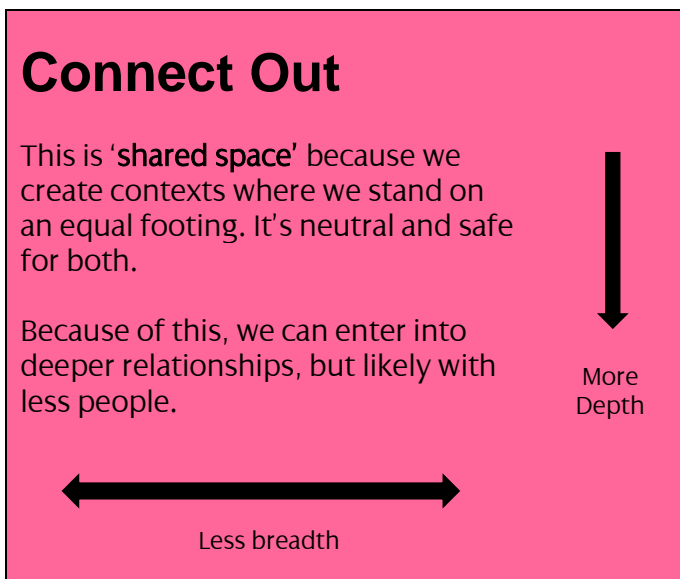 Connect Out
This is ‘shared space’ because we
create contexts where we stand on
an equal footing. It’s neutral and safe
for both.
Because of this, we can enter into
deeper relationships, but likely with
less people.
More
Depth
Less breadth